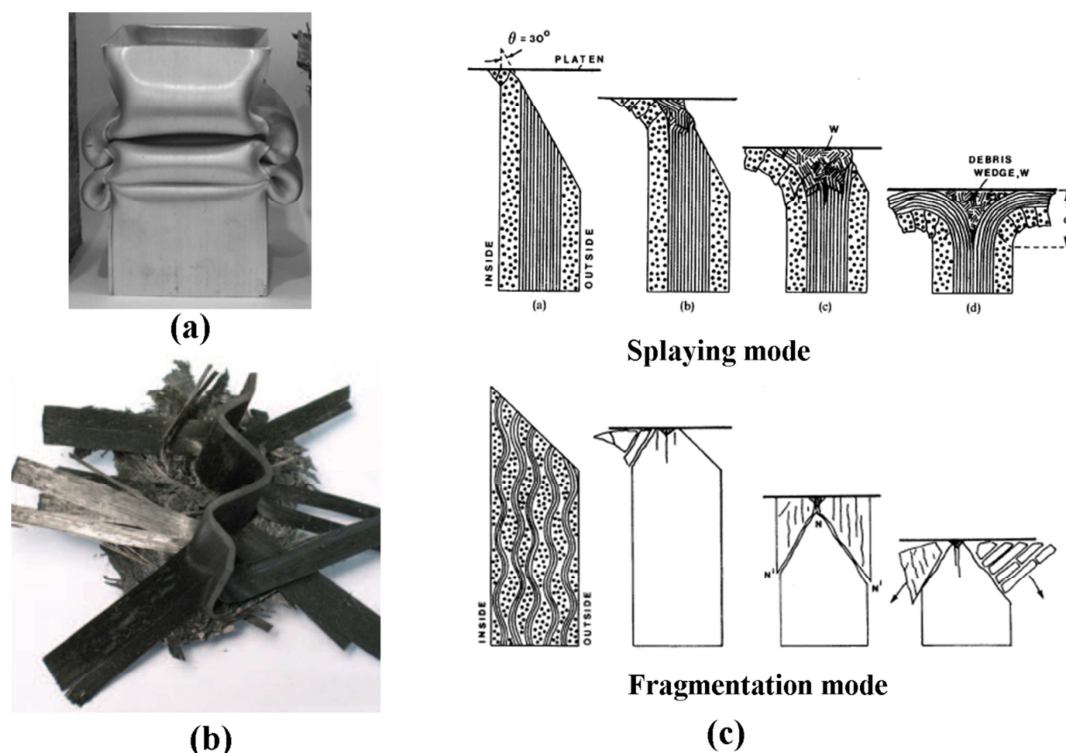 θ = 30°
PLATEN
INSIDE
OUTSIDE
(a)
(b)
W
(c)
DEBRIS
WEDGE, W
(d)
Splaying mode
(a)
INSIDE
OUTSIDE
N
N'
N'
Fragmentation mode
(b)
(c)